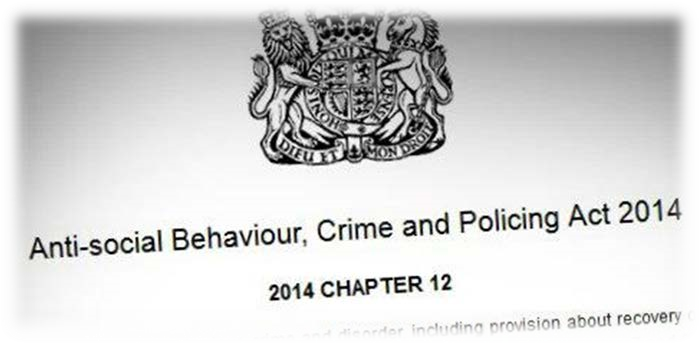 DIEU ET MON DROIT
Anti-social Behaviour, Crime and Policing Act 2014
2014 CHAPTER 12
and disorder, including provision about recovery